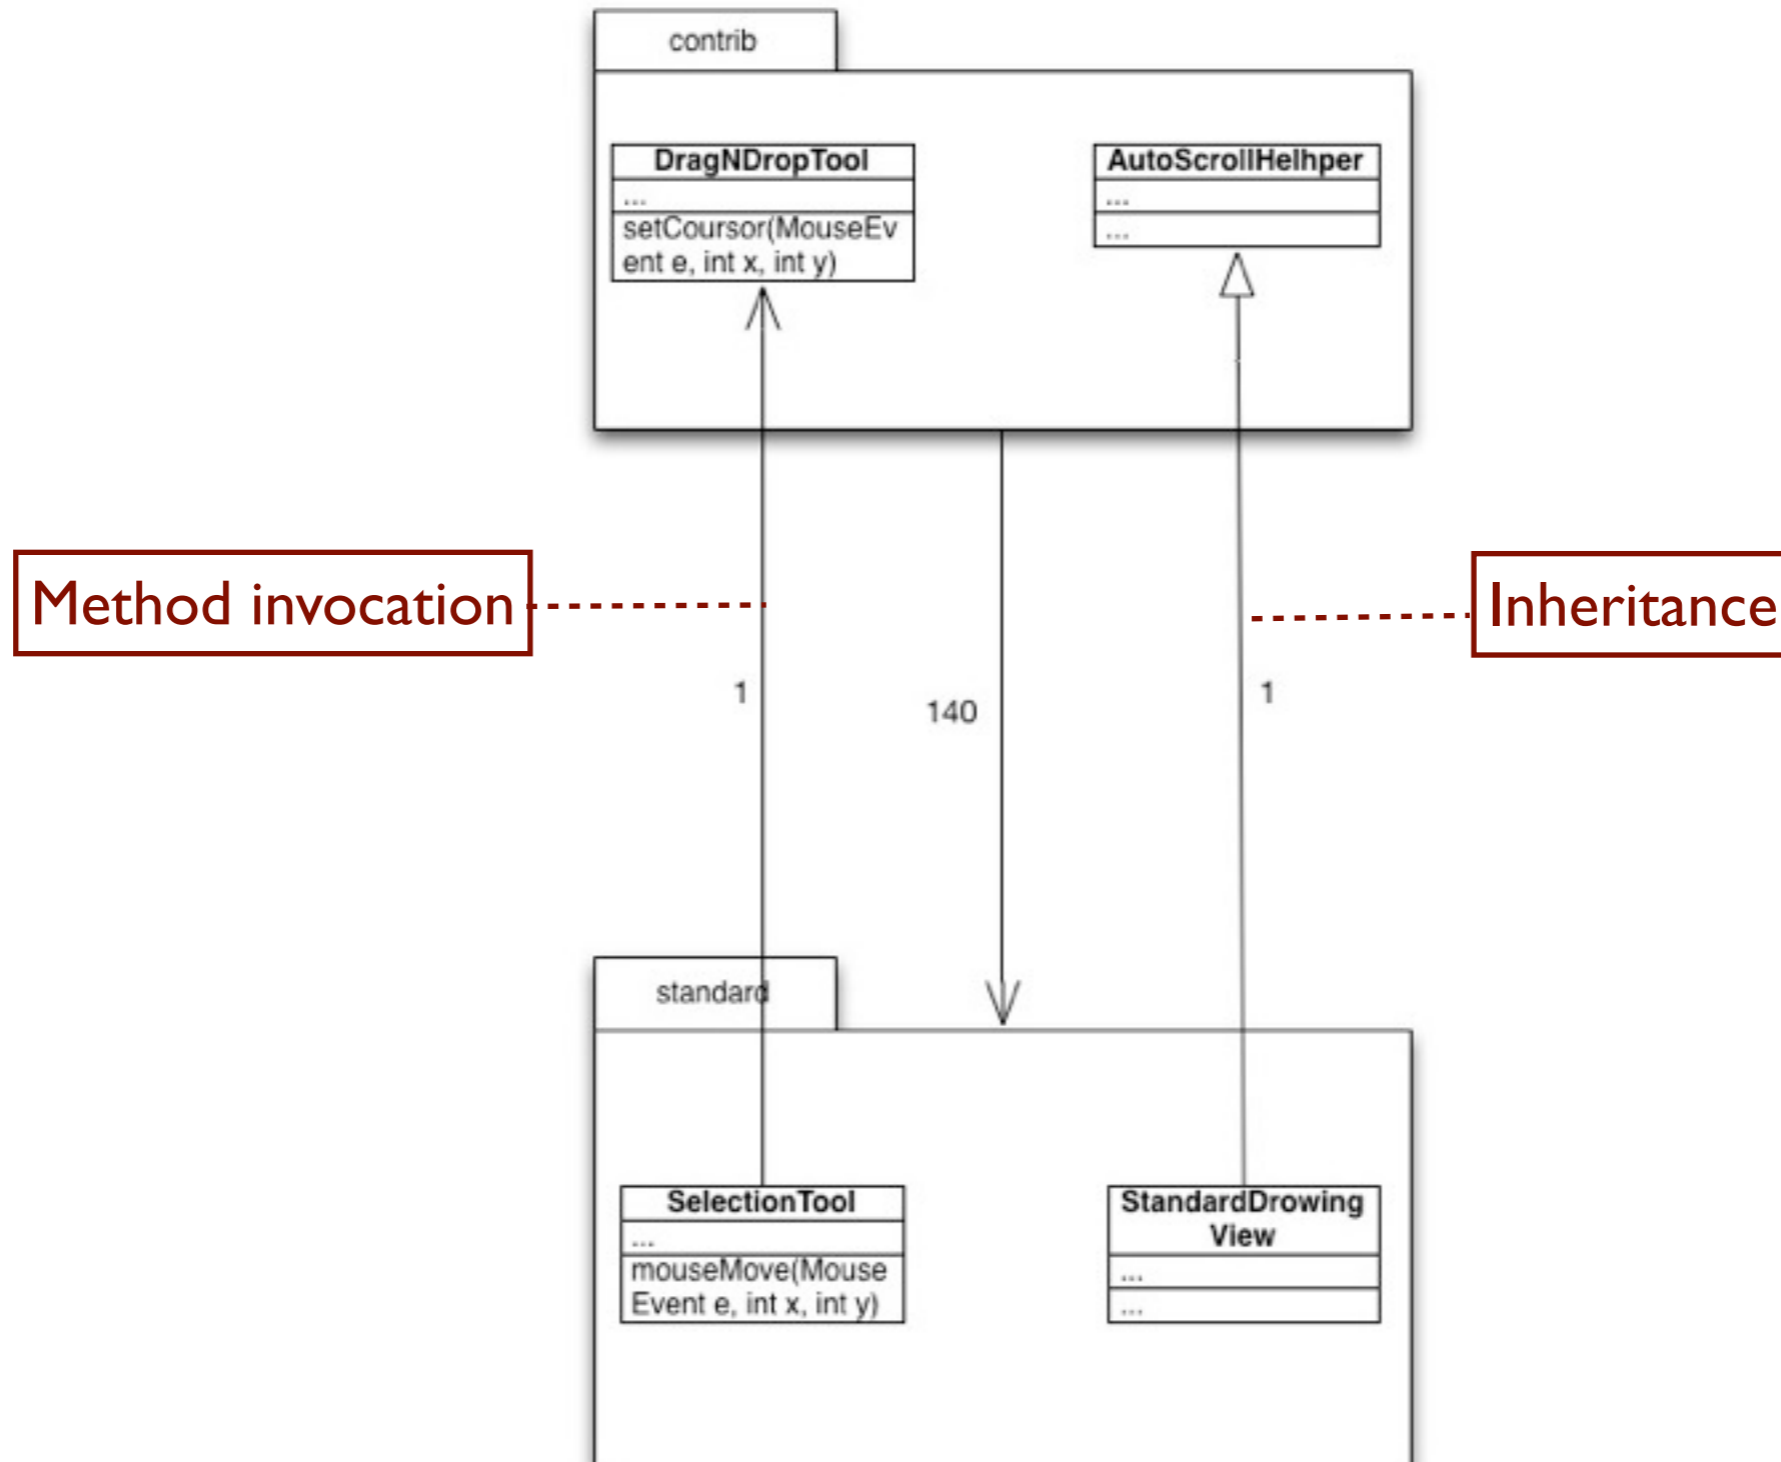 contrib
DragNDropTool
...
setCoursor(MouseEv
ent e, int x, int y)
AutoScrollHelhper
...
...
Method invocation
Inheritance
1
140
1
standard
SelectionTool
...
mouseMove(Mouse
Event e, int x, int y)
StandardDrowing
View
...
...